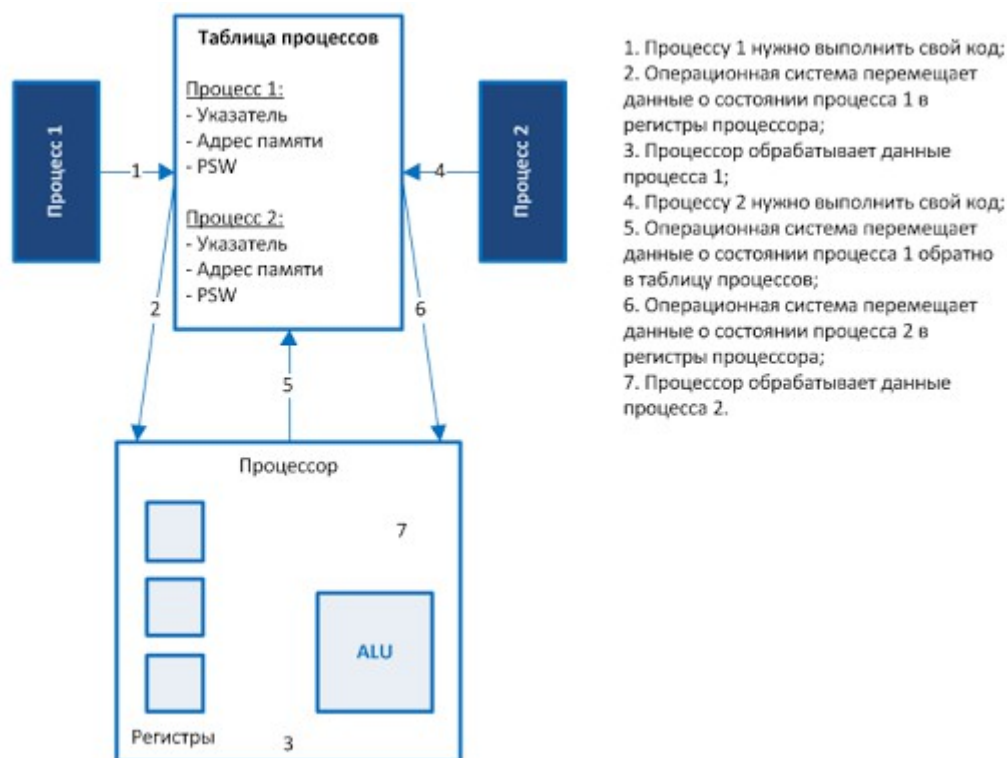 Таблица процессов
Процесс 1:
- Указатель
- Адрес памяти
- PSW
Процесс 2:
- Указатель
- Адрес памяти
- PSW
Процесс 1
1
Процесс 2
4
2
6
5
Процессор
7
ALU
Регистры
3
1. Процессу 1 нужно выполнить свой код;
2. Операционная система перемещает
данные о состоянии процесса 1 в
регистры процессора;
3. Процессор обрабатывает данные
процесса 1;
4. Процессу 2 нужно выполнить свой код;
5. Операционная система перемещает
данные о состоянии процесса 1 обратно
в таблицу процессов;
6. Операционная система перемещает
данные о состоянии процесса 2 в
регистры процессора;
7. Процессор обрабатывает данные
процесса 2.